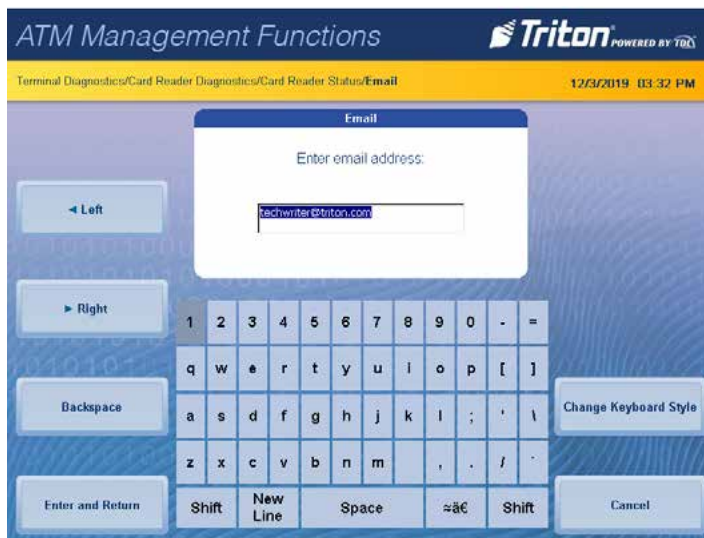 ATM Management Functions
Triton POWERED BY TDCi
Terminal Diagnostics/Card Reader Diagnostics/Card Reader Status/Email
12/3/2019 03:32 PM
Email
Enter email address:
techwriter@triton.com
◄ Left
► Right
Backspace
Enter and Return
1 2 3 4 5 6 7 8 9 0 - =
q w e r t y u i o p [ ]
a s d f g h j k l ; ' \
z x c v b n m , . /
Shift New Line Space ≈ä€ Shift
Change Keyboard Style
Cancel